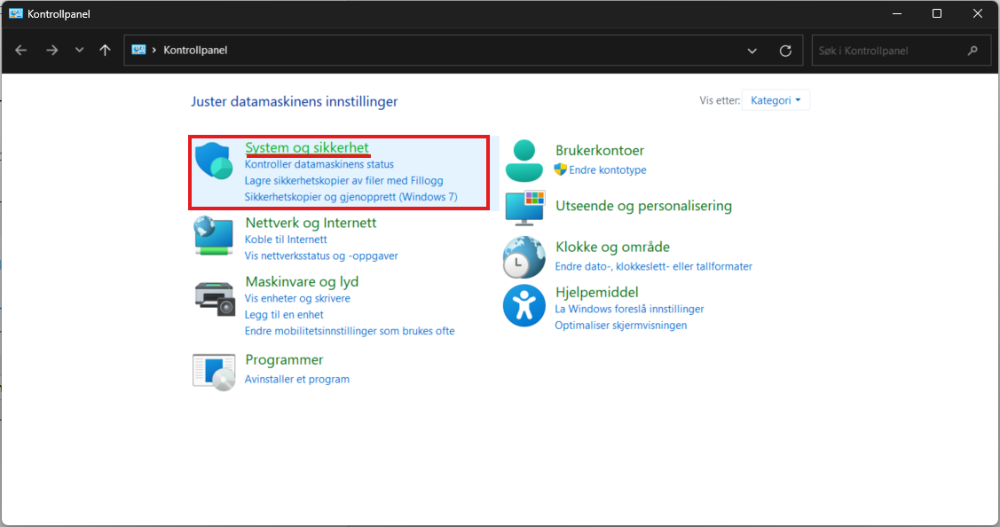 Kontrollpanel
Kontrollpanel
Søk i Kontrollpanel
Juster datamaskinens innstillinger
Vis etter: Kategori
System og sikkerhet
Kontroller datamaskinens status
Lagre sikkerhetskopier av filer med Fillogg
Sikkerhetskopier og gjenopprett (Windows 7)
Nettverk og Internett
Koble til Internett
Vis nettverksstatus og -oppgaver
Maskinvare og lyd
Vis enheter og skrivere
Legg til en enhet
Endre mobilitetsinnstillinger som brukes ofte
Programmer
Avinstaller et program
Brukerkontoer
Endre kontotype
Utseende og personalisering
Klokke og område
Endre dato-, klokkeslett- eller tallformater
Hjelpemiddel
La Windows foreslå innstillinger
Optimaliser skjermvisningen